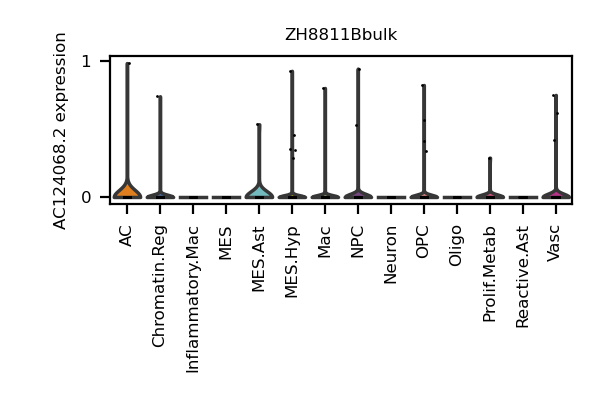 ZH8811Bbulk
AC124068.2 expression
1
0
AC
Chromatin.Reg
Inflammatory.Mac
MES
MES.Ast
MES.Hyp
Mac
NPC
Neuron
OPC
Oligo
Prolif.Metab
Reactive.Ast
Vasc